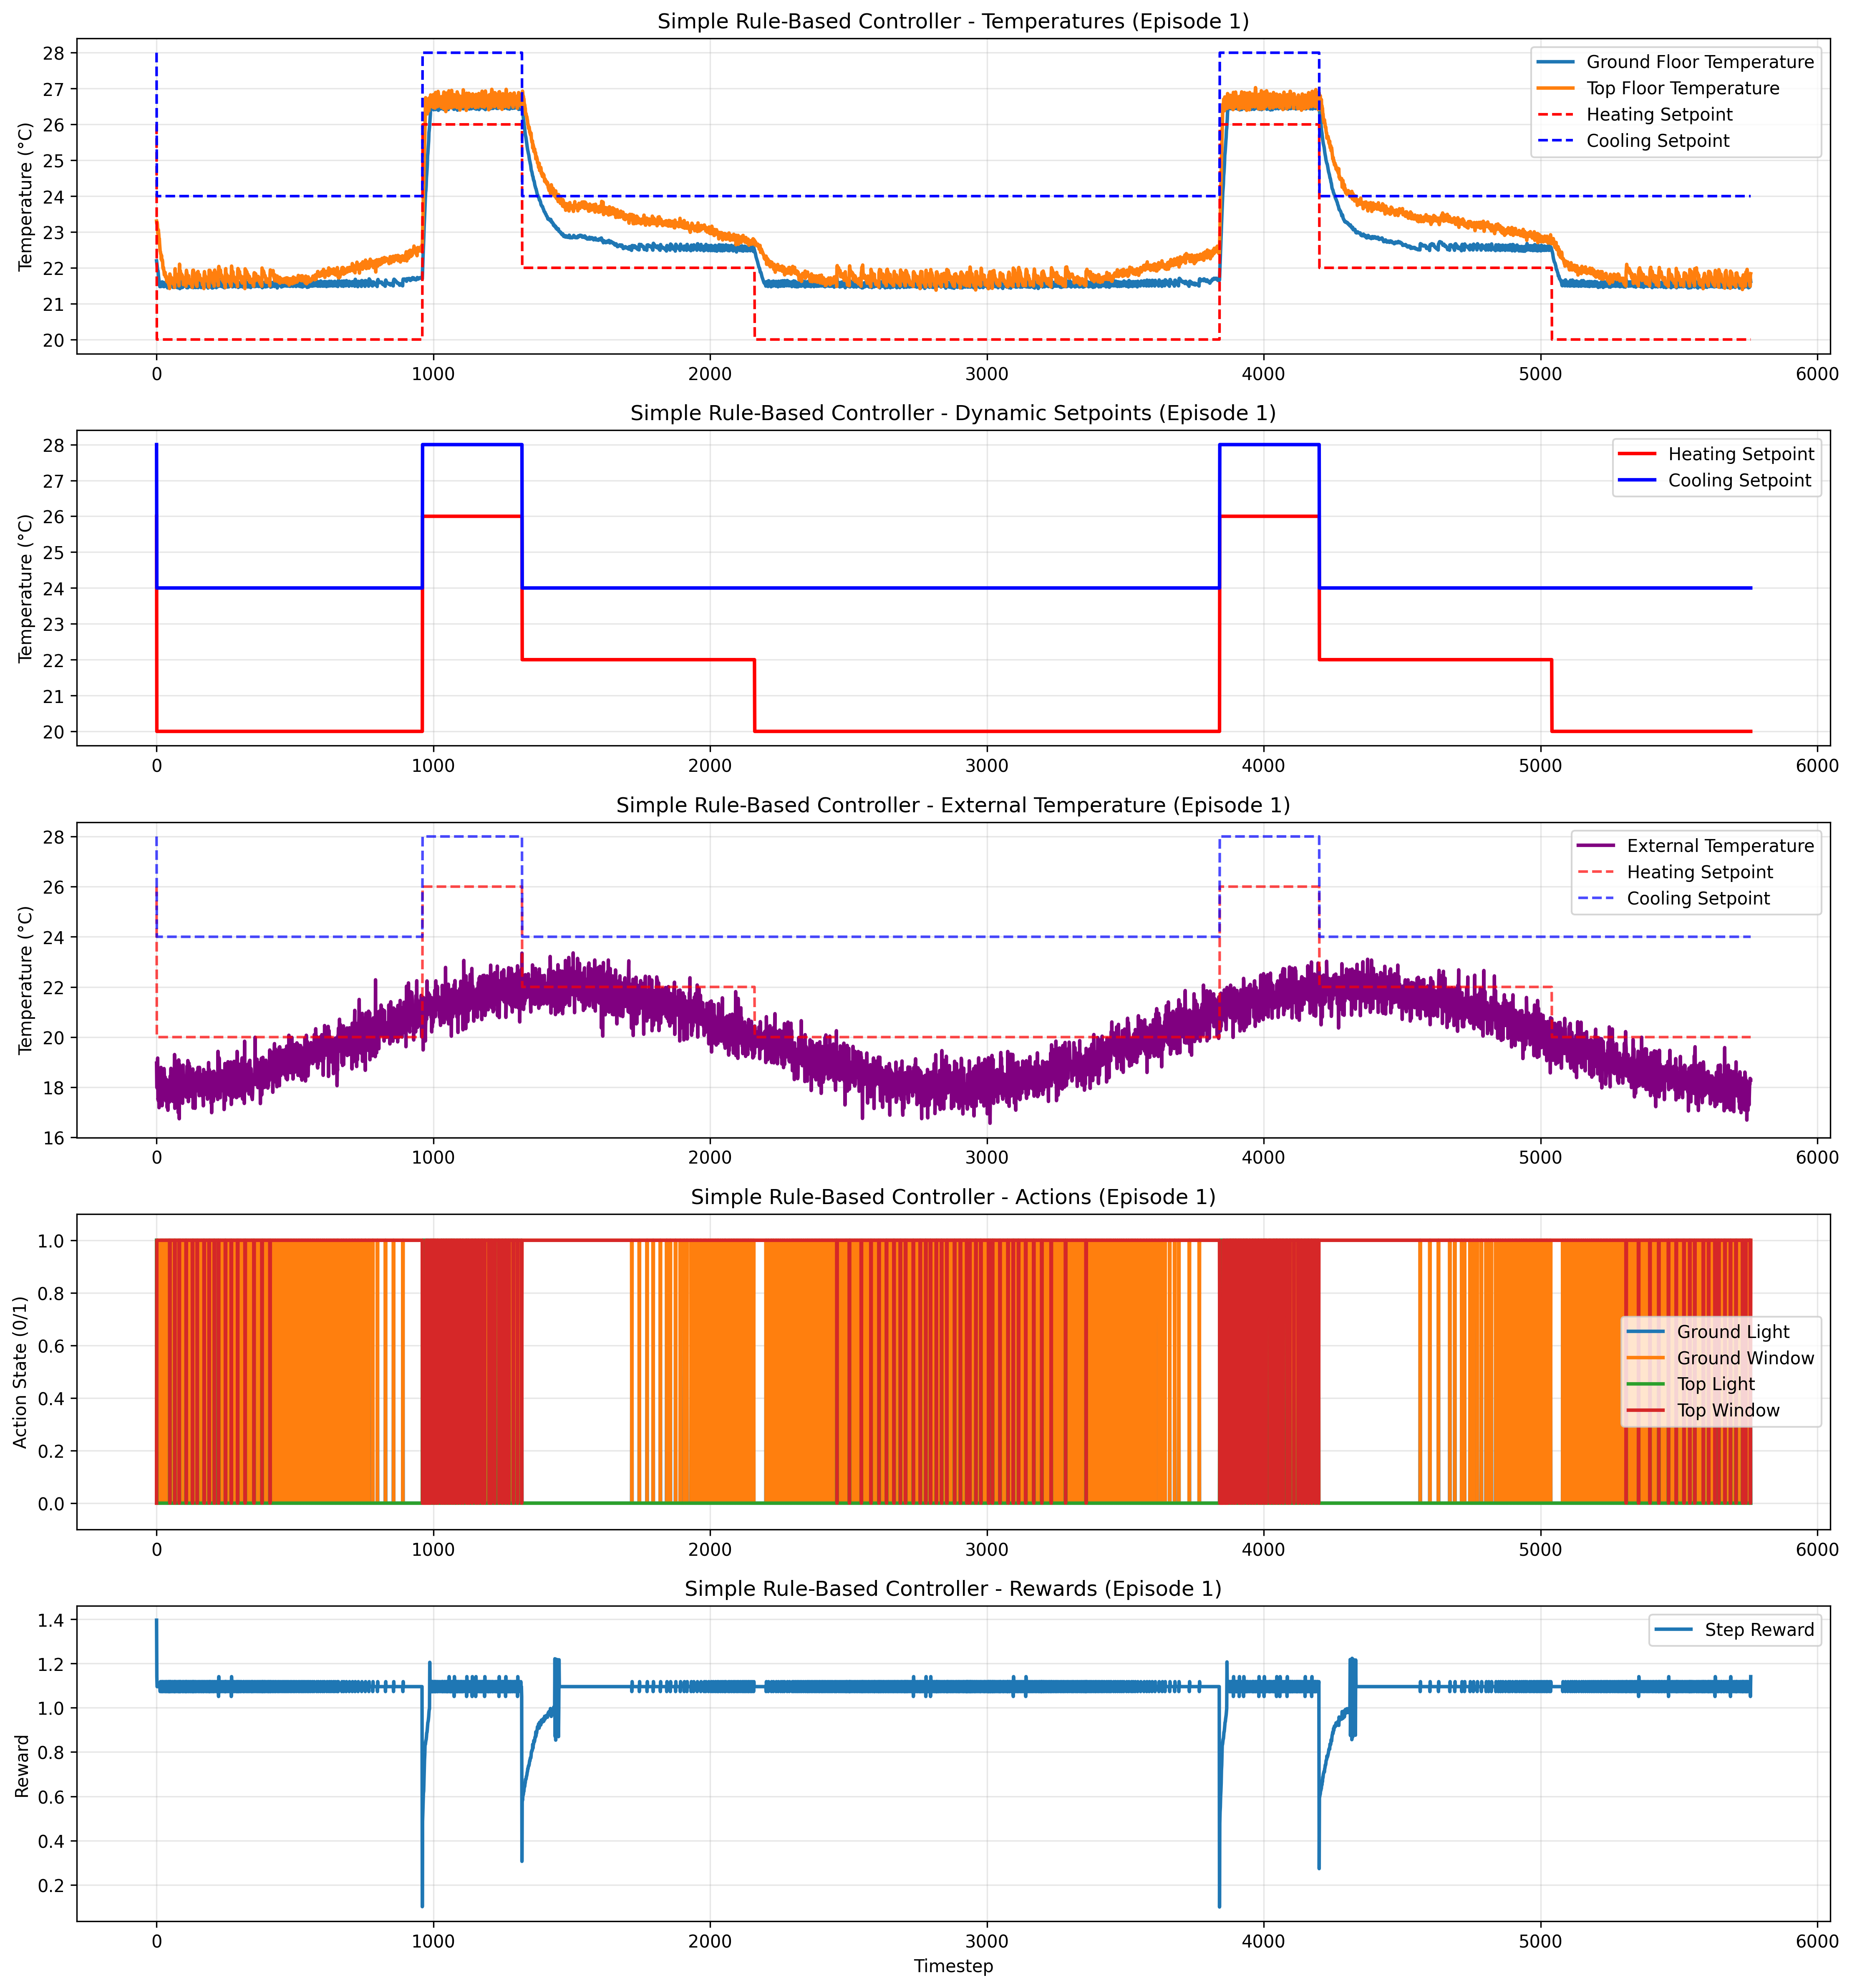 Simple Rule-Based Controller - Temperatures (Episode 1)
Temperature (°C)
28
27
26
25
24
23
22
21
20
Ground Floor Temperature
Top Floor Temperature
Heating Setpoint
Cooling Setpoint
0 1000 2000 3000 4000 5000 6000
Simple Rule-Based Controller - Dynamic Setpoints (Episode 1)
Temperature (°C)
28
27
26
25
24
23
22
21
20
Heating Setpoint
Cooling Setpoint
0 1000 2000 3000 4000 5000 6000
Simple Rule-Based Controller - External Temperature (Episode 1)
Temperature (°C)
28
26
24
22
20
18
16
External Temperature
Heating Setpoint
Cooling Setpoint
0 1000 2000 3000 4000 5000 6000
Simple Rule-Based Controller - Actions (Episode 1)
Action State (0/1)
1.0
0.8
0.6
0.4
0.2
0.0
Ground Light
Ground Window
Top Light
Top Window
0 1000 2000 3000 4000 5000 6000
Simple Rule-Based Controller - Rewards (Episode 1)
Reward
1.4
1.2
1.0
0.8
0.6
0.4
0.2
Step Reward
0 1000 2000 3000 4000 5000 6000
Timestep